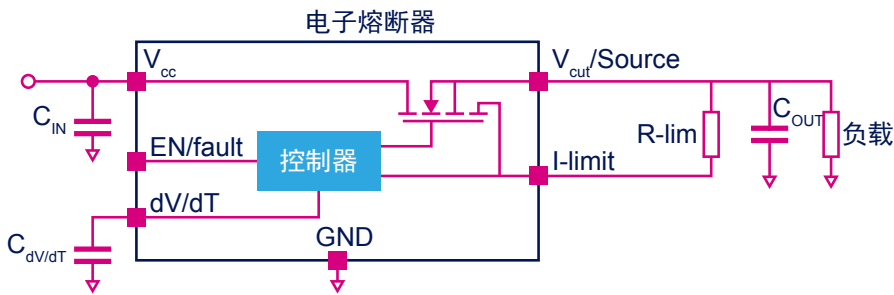 电子熔断器
Vcc
Vcut/Source
CIN
EN/fault
控制器
R-lim
COUT
负载
I-limit
dV/dT
GND
CdV/dT